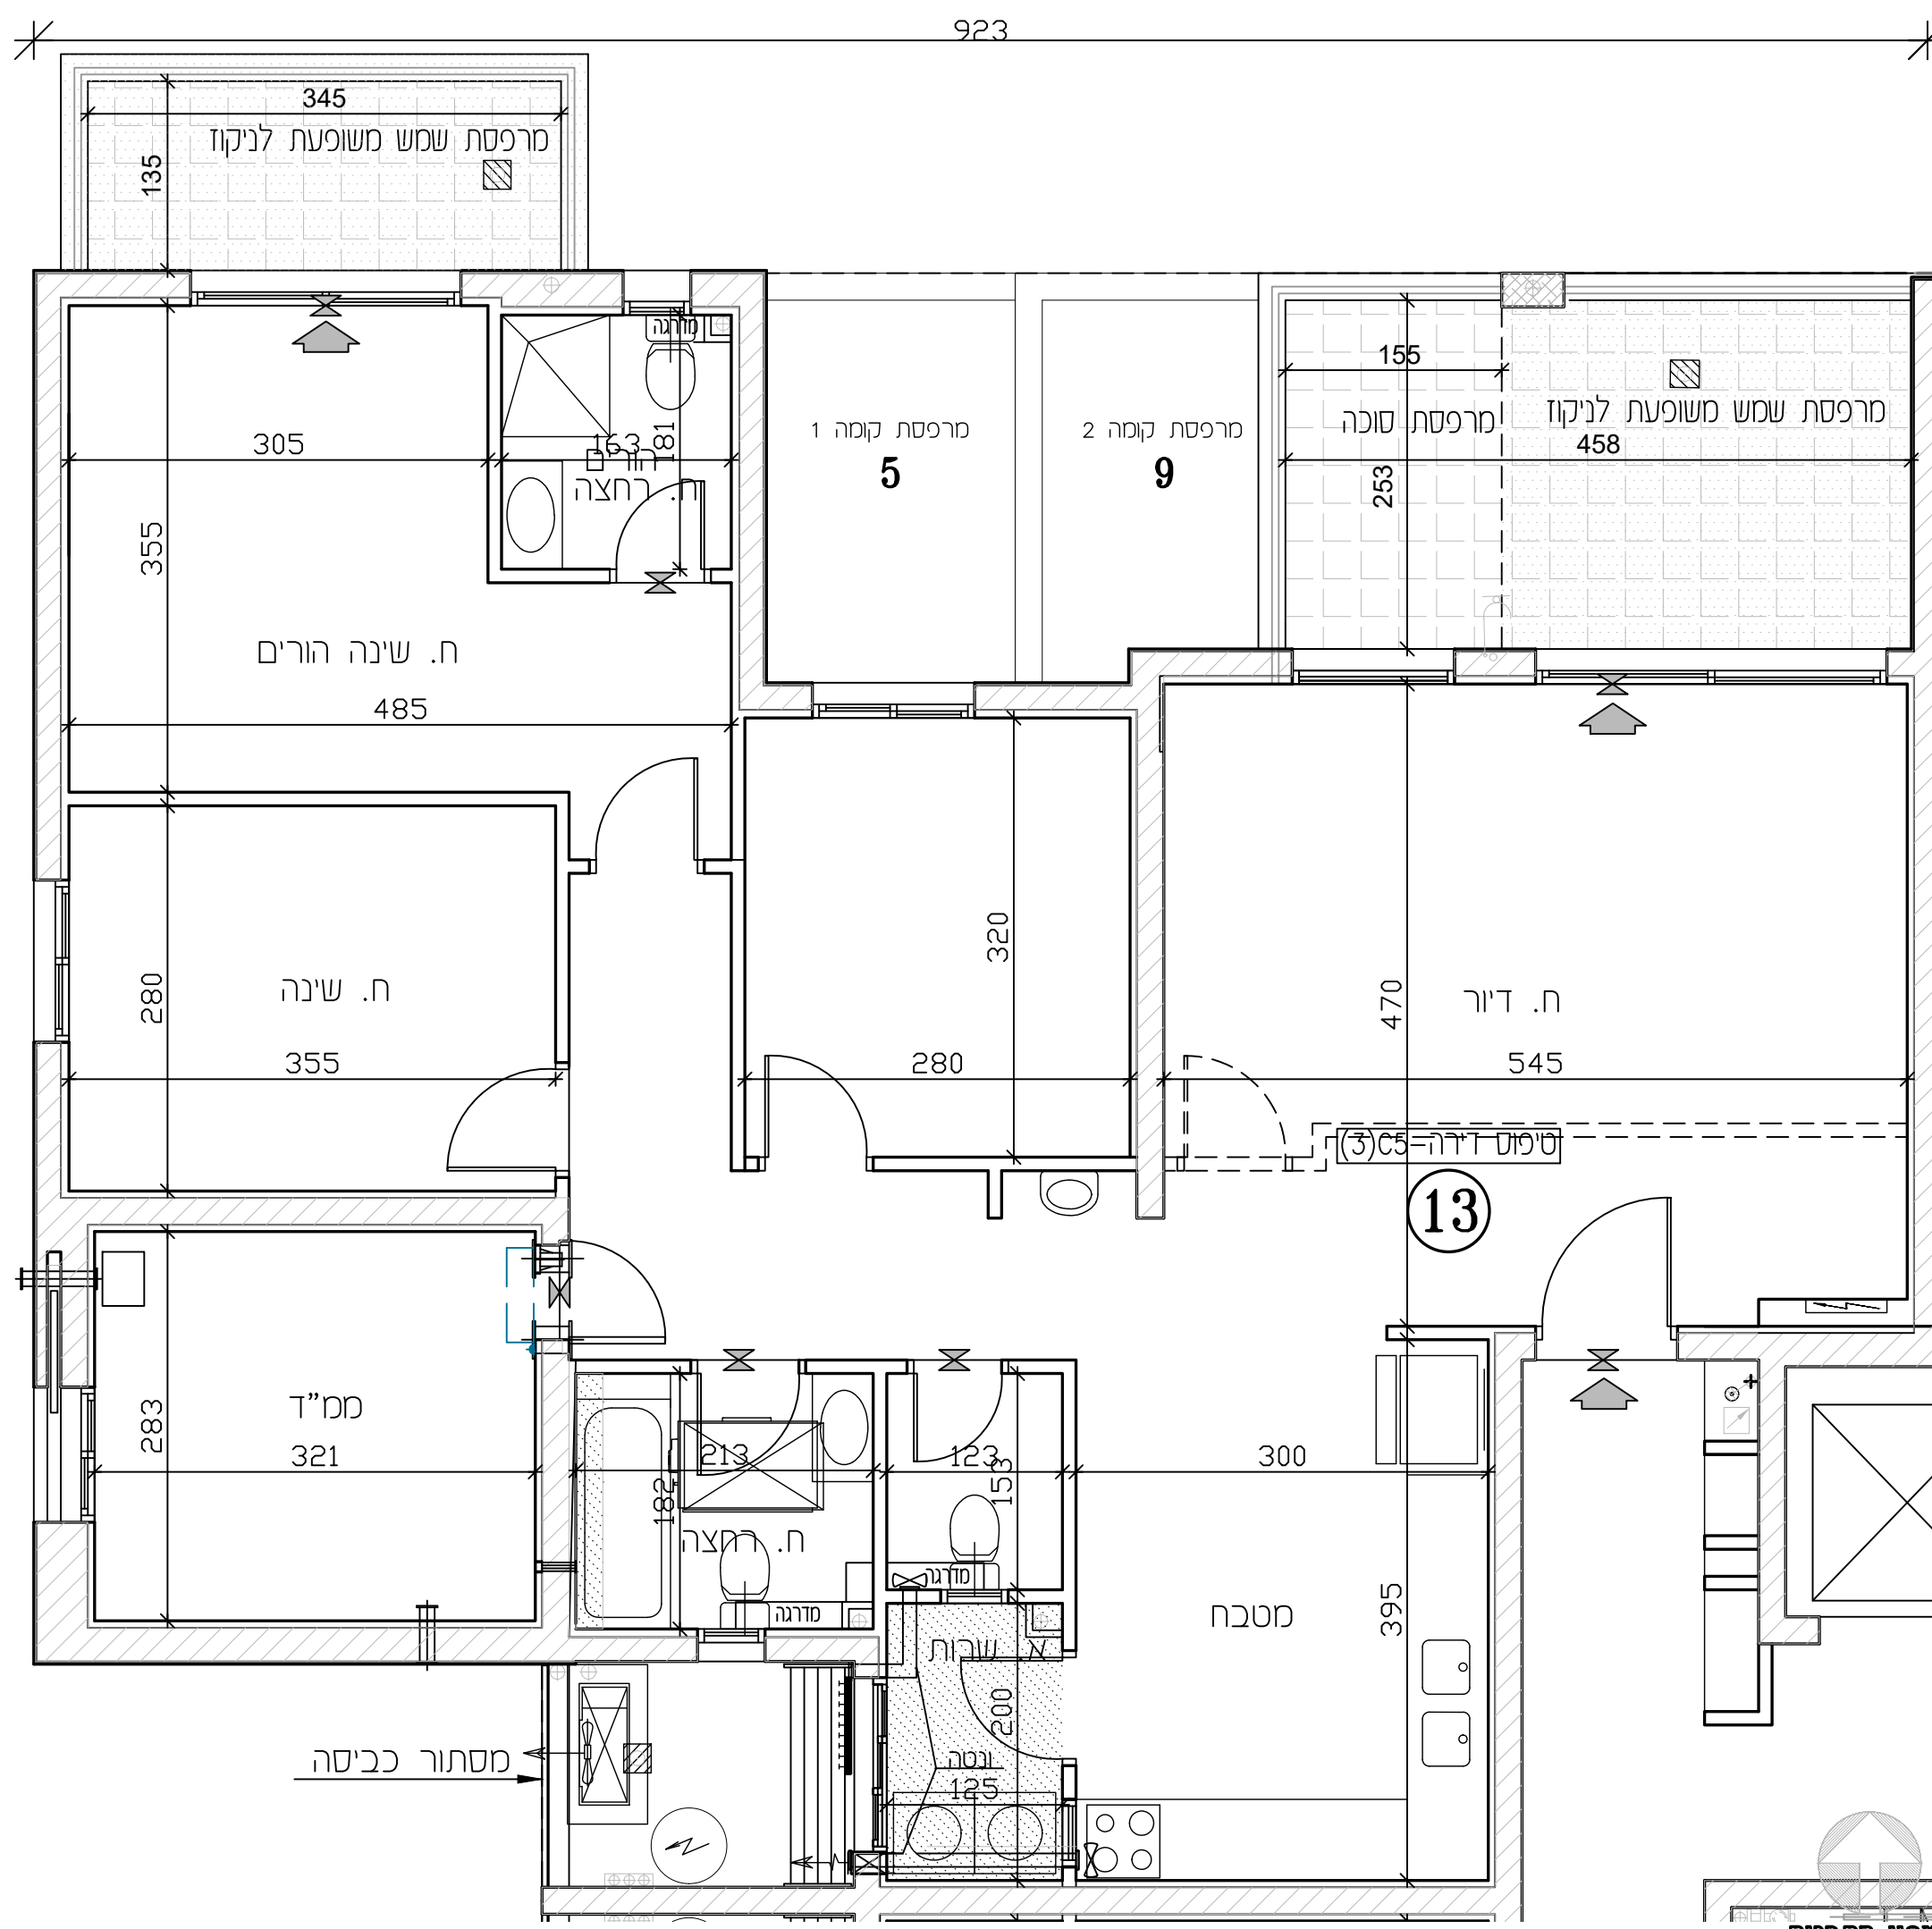 923
345
מרפסת שמש משופעת לניקוז
135
מדרגה
305
163
181
הורים
ח. רחצה
355
ח. שינה הורים
485
מרפסת קומה 1
5
מרפסת קומה 2
9
155
מרפסת סוכה
מרפסת שמש משופעת לניקוז
458
253
280
ח. שינה
355
320
280
470
ח. דיור
545
טיפוס דירה-C5(3)
13
283
ממ"ד
321
213
182
ח. רחצה
מדרגה
123
153
מדרגה
300
395
מטבח
א. שרות
200
ונטה
125
מסתור כביסה